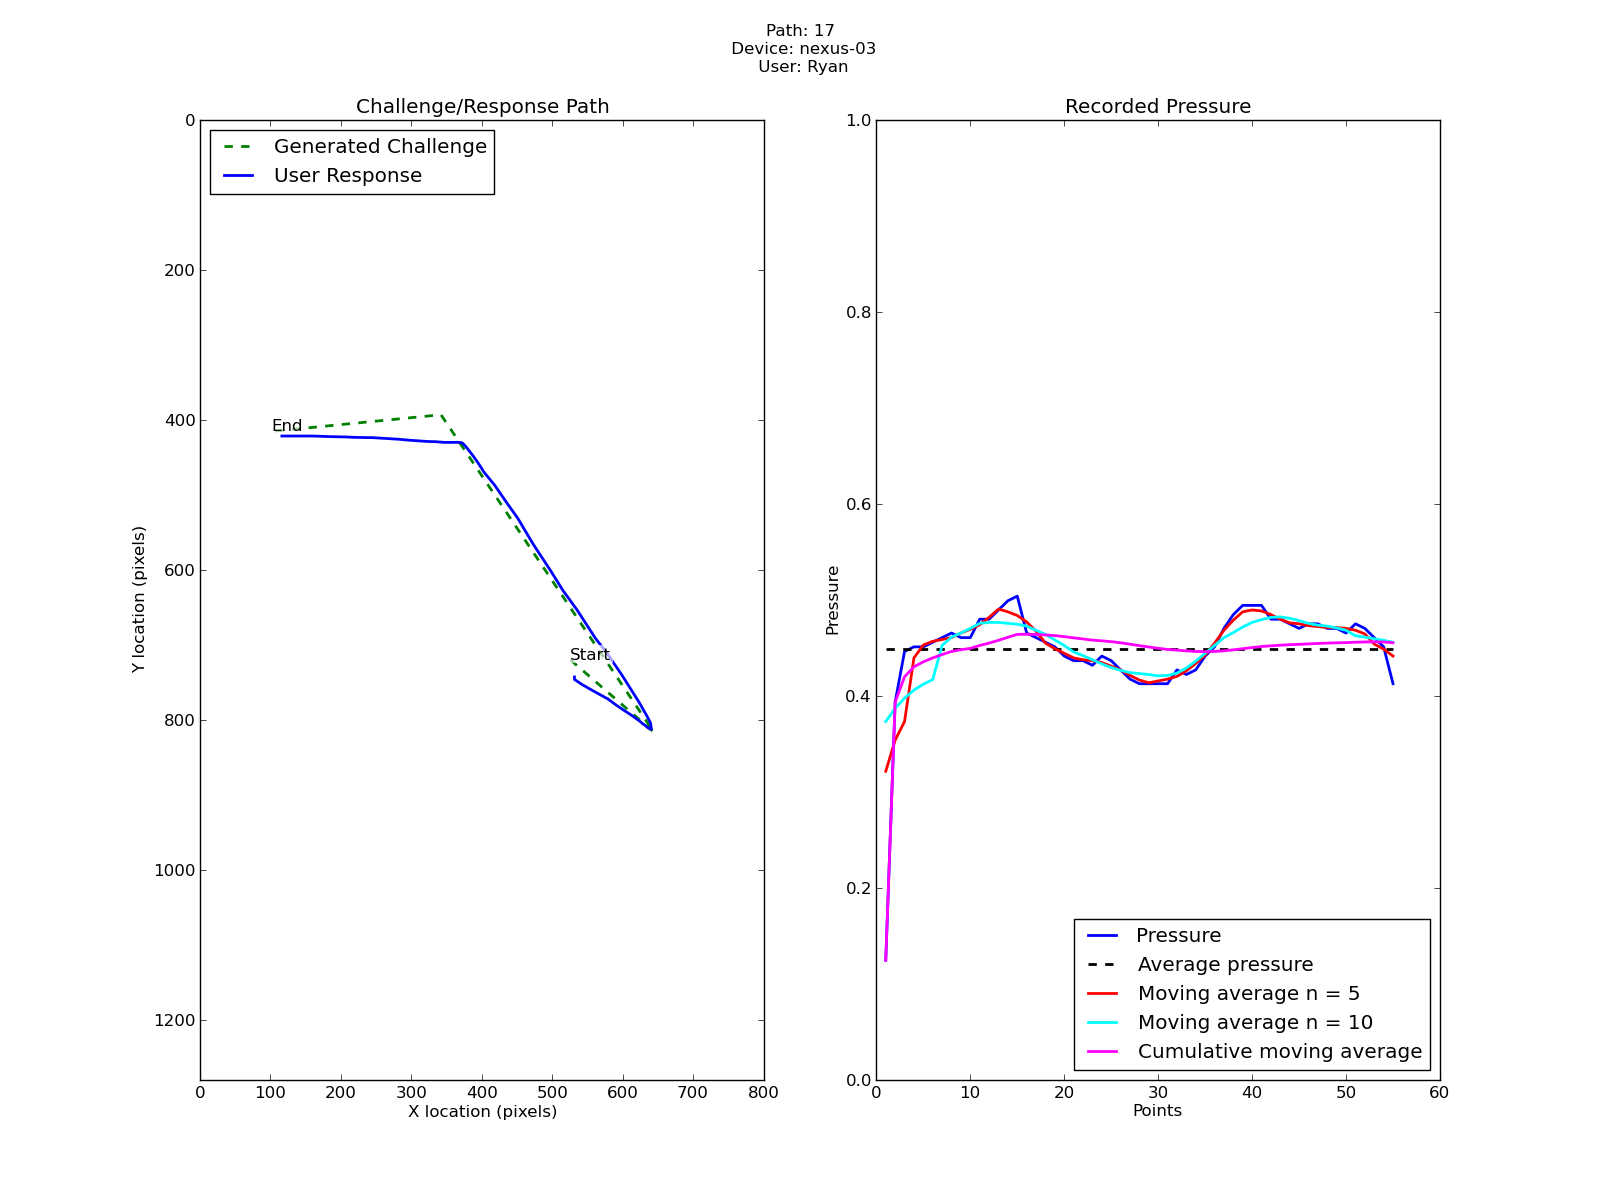 Path: 17
Device: nexus-03
User: Ryan
Challenge/Response Path
Generated Challenge
User Response
0
200
400
600
800
1000
1200
Y location (pixels)
End
Start
0 100 200 300 400 500 600 700 800
X location (pixels)
Recorded Pressure
1.0
0.8
0.6
0.4
0.2
0.0
Pressure
Pressure
Average pressure
Moving average n = 5
Moving average n = 10
Cumulative moving average
0 10 20 30 40 50 60
Points